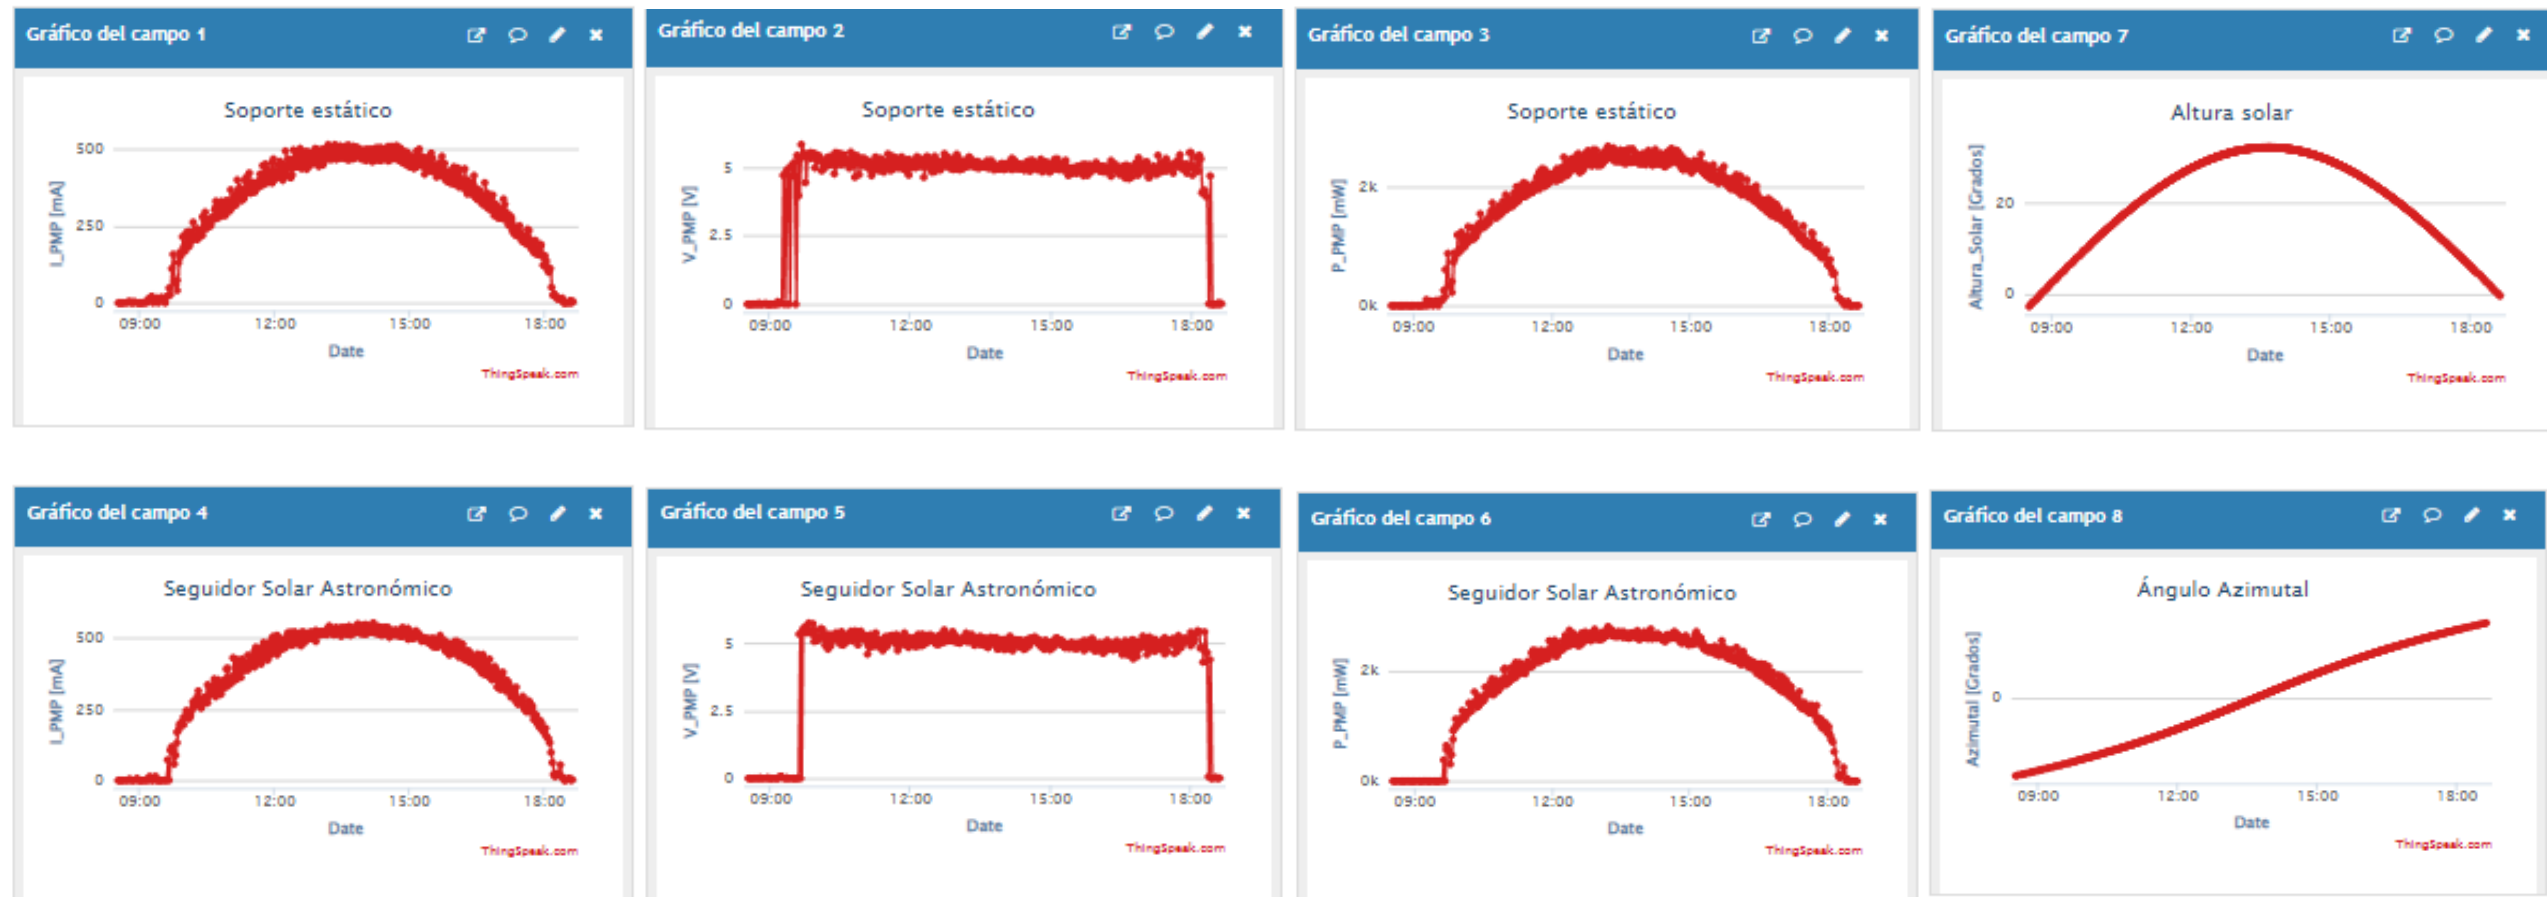 Gráfico del campo 1
Soporte estático
I_PMP [mA]
500
250
0
09:00 12:00 15:00 18:00
Date
ThingSpeak.com
Gráfico del campo 2
Soporte estático
V_PMP [V]
5
2.5
0
09:00 12:00 15:00 18:00
Date
ThingSpeak.com
Gráfico del campo 3
Soporte estático
P_PMP [mW]
2k
0k
09:00 12:00 15:00 18:00
Date
ThingSpeak.com
Gráfico del campo 7
Altura solar
Altura_Solar [Grados]
20
0
09:00 12:00 15:00 18:00
Date
ThingSpeak.com
Gráfico del campo 4
Seguidor Solar Astronómico
I_PMP [mA]
500
250
0
09:00 12:00 15:00 18:00
Date
ThingSpeak.com
Gráfico del campo 5
Seguidor Solar Astronómico
V_PMP [V]
5
2.5
0
09:00 12:00 15:00 18:00
Date
ThingSpeak.com
Gráfico del campo 6
Seguidor Solar Astronómico
P_PMP [mW]
2k
0k
09:00 12:00 15:00 18:00
Date
ThingSpeak.com
Gráfico del campo 8
Ángulo Azimutal
Azimutal [Grados]
0
09:00 12:00 15:00 18:00
Date
ThingSpeak.com